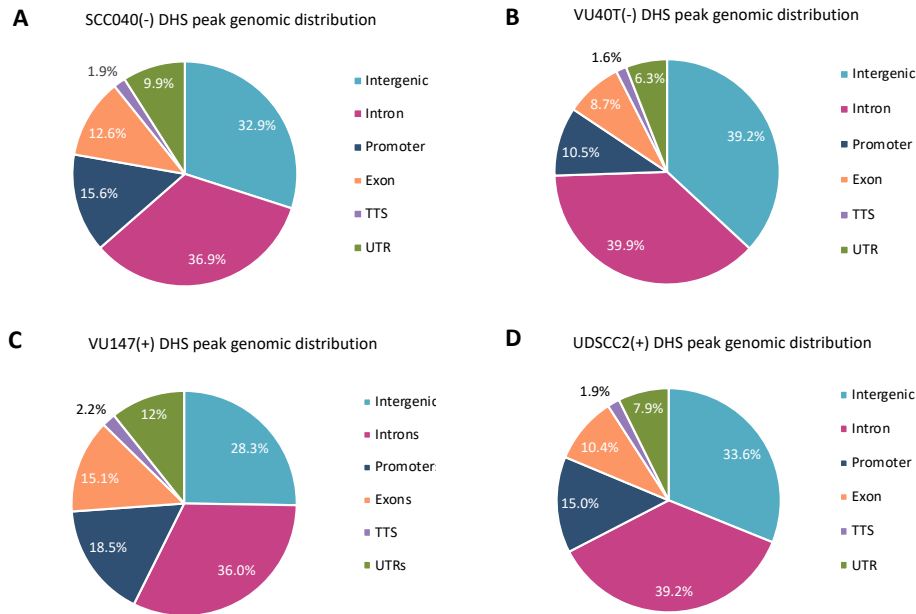 A
SCC040(-) DHS peak genomic distribution
1.9%
9.9%
32.9%
12.6%
15.6%
36.9%
Intergenic
Intron
Promoter
Exon
TTS
UTR
B
VU40T(-) DHS peak genomic distribution
1.6%
6.3%
39.2%
8.7%
10.5%
39.9%
Intergenic
Intron
Promoter
Exon
TTS
UTR
C
VU147(+) DHS peak genomic distribution
2.2%
12%
28.3%
15.1%
18.5%
36.0%
Intergenic
Introns
Promoters
Exons
TTS
UTRs
D
UDSCC2(+) DHS peak genomic distribution
1.9%
7.9%
33.6%
10.4%
15.0%
39.2%
Intergenic
Intron
Promoter
Exon
TTS
UTR